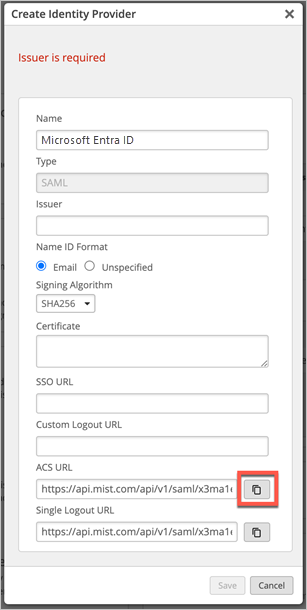 Create Identity Provider
Issuer is required
Name
Microsoft Entra ID
Type
SAML
Issuer
Name ID Format
Email Unspecified
Signing Algorithm
SHA256
Certificate
SSO URL
Custom Logout URL
ACS URL
https://api.mist.com/api/v1/saml/x3ma1e
Single Logout URL
https://api.mist.com/api/v1/saml/x3ma1e
Save Cancel